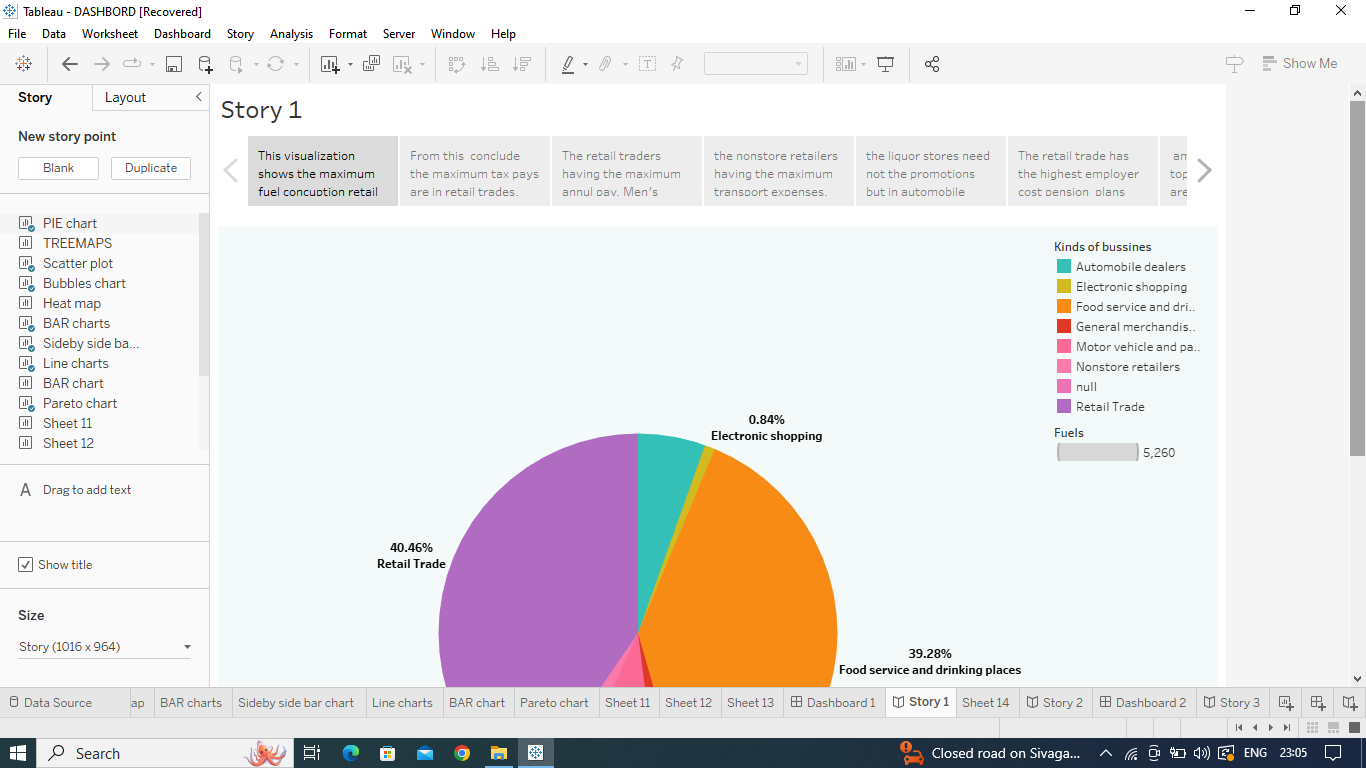 Tableau - DASHBORD [Recovered]
File Data Worksheet Dashboard Story Analysis Format Server Window Help
Show Me
Story
Layout
New story point
Blank
Duplicate
PIE chart
TREEMAPS
Scatter plot
Bubbles chart
Heat map
BAR charts
Sideby side ba...
Line charts
BAR chart
Pareto chart
Sheet 11
Sheet 12
A Drag to add text
Show title
Size
Story (1016 x 964)
Story 1
This visualization
shows the maximum
fuel concuption retail
From this conclude
the maximum tax pays
are in retail trades.
The retail traders
having the maximum
annul pay. Men's
the nonstore retailers
having the maximum
transport expenses.
the liquor stores need
not the promotions
but in automobile
The retail trade has
the highest employer
cost pension plans
am
top
are
Kinds of bussines
Automobile dealers
Electronic shopping
Food service and dri..
General merchandis..
Motor vehicle and pa..
Nonstore retailers
null
Retail Trade
Fuels
5,260
0.84%
Electronic shopping
40.46%
Retail Trade
39.28%
Food service and drinking places
Data Source ap BAR charts Sideby side bar chart Line charts BAR chart Pareto chart Sheet 11 Sheet 12 Sheet 13 Dashboard 1 Story 1 Sheet 14 Story 2 Dashboard 2 Story 3
Search
Closed road on Sivaga...
ENG
23:05